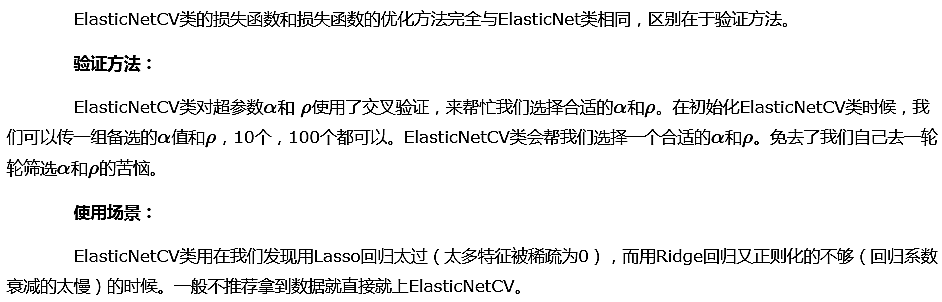 ElasticNetCV类的损失函数和损失函数的优化方法完全与ElasticNet类相同，区别在于验证方法。
验证方法：
ElasticNetCV类对超参数α和 ρ使用了交叉验证，来帮忙我们选择合适的α和ρ。在初始化ElasticNetCV类时候，我
们可以传一组备选的α值和ρ，10个，100个都可以。ElasticNetCV类会帮我们选择一个合适的α和ρ。免去了我们自己去一轮
轮筛选α和ρ的苦恼。
使用场景：
ElasticNetCV类用在我们发现用Lasso回归太过（太多特征被稀疏为0），而用Ridge回归又正则化的不够（回归系数
衰减的太慢）的时候。一般不推荐拿到数据就直接就上ElasticNetCV。